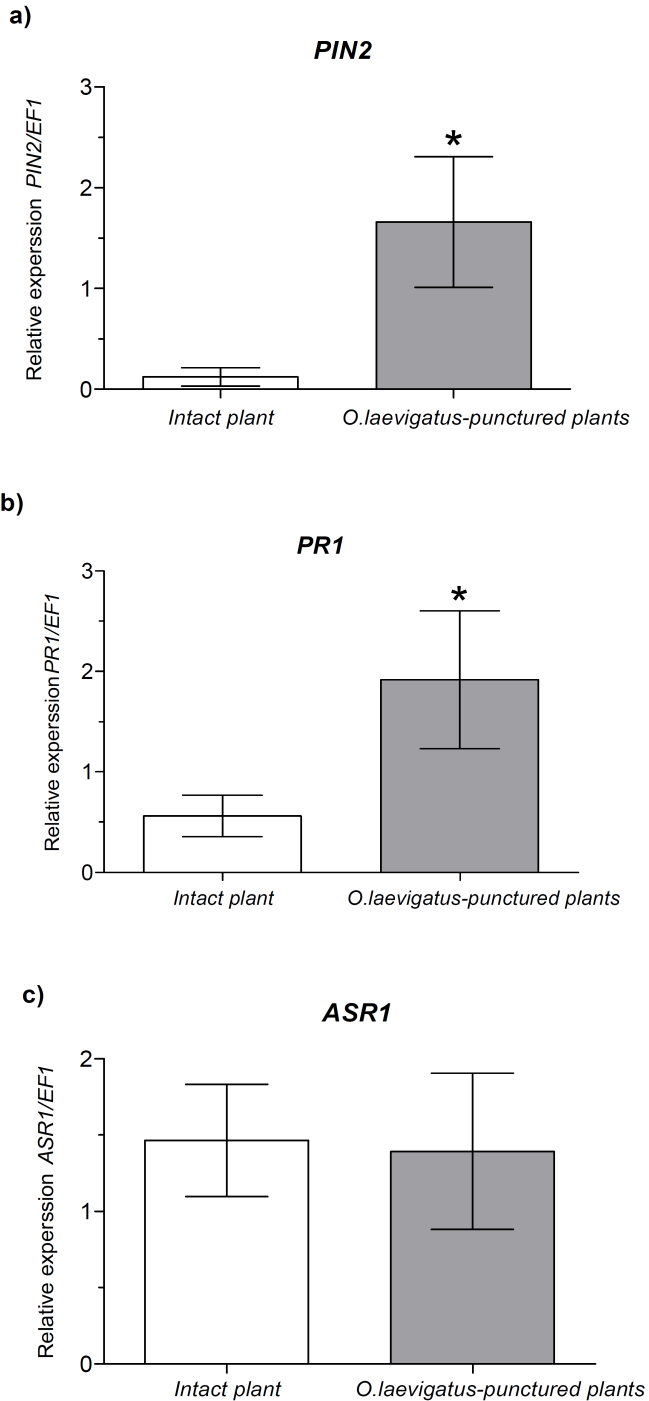 a)
PIN2
Relative experssion PIN2/EF1
3
2
*
1
0
Intact plant
O.laevigatus-punctured plants
b)
PR1
Relative experssion PR1/EF1
3
*
2
1
0
Intact plant
O.laevigatus-punctured plants
c)
ASR1
Relative experssion ASR1/EF1
2
1
0
Intact plant
O.laevigatus-punctured plants